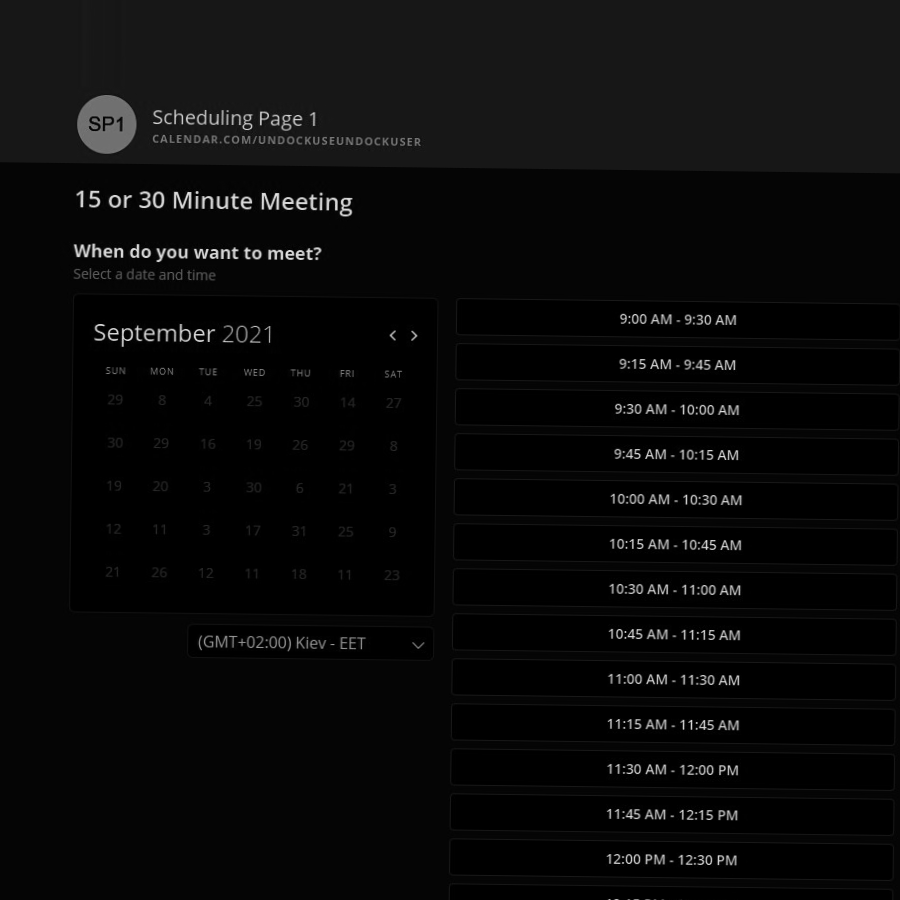 SP1
Scheduling Page 1
CALENDAR.COM/UNDOCKUSEUNDOCKUSER
15 or 30 Minute Meeting
When do you want to meet?
Select a date and time
September 2021
SUN MON TUE WED THU FRI SAT
29 8 4 25 30 14 27
30 29 16 19 26 29 8
19 20 3 30 6 21 3
12 11 3 17 31 25 9
21 26 12 11 18 11 23
(GMT+02:00) Kiev - EET
9:00 AM - 9:30 AM
9:15 AM - 9:45 AM
9:30 AM - 10:00 AM
9:45 AM - 10:15 AM
10:00 AM - 10:30 AM
10:15 AM - 10:45 AM
10:30 AM - 11:00 AM
10:45 AM - 11:15 AM
11:00 AM - 11:30 AM
11:15 AM - 11:45 AM
11:30 AM - 12:00 PM
11:45 AM - 12:15 PM
12:00 PM - 12:30 PM